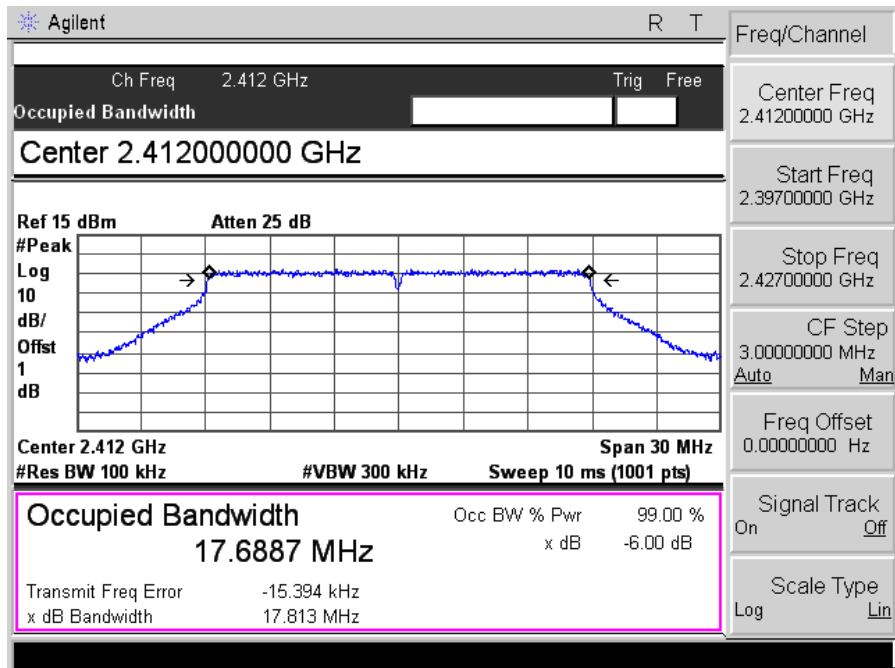 Agilent R T
Freq/Channel
Ch Freq 2.412 GHz Trig Free
Occupied Bandwidth
Center 2.412000000 GHz
Ref 15 dBm Atten 25 dB
#Peak
Log
10
dB/
Offst
1
dB
Center 2.412 GHz Span 30 MHz
#Res BW 100 kHz #VBW 300 kHz Sweep 10 ms (1001 pts)
Occupied Bandwidth
17.6887 MHz
Occ BW % Pwr 99.00 %
x dB -6.00 dB
Transmit Freq Error -15.394 kHz
x dB Bandwidth 17.813 MHz
Center Freq
2.41200000 GHz
Start Freq
2.39700000 GHz
Stop Freq
2.42700000 GHz
CF Step
3.00000000 MHz
Auto Man
Freq Offset
0.00000000 Hz
Signal Track
On Off
Scale Type
Log Lin